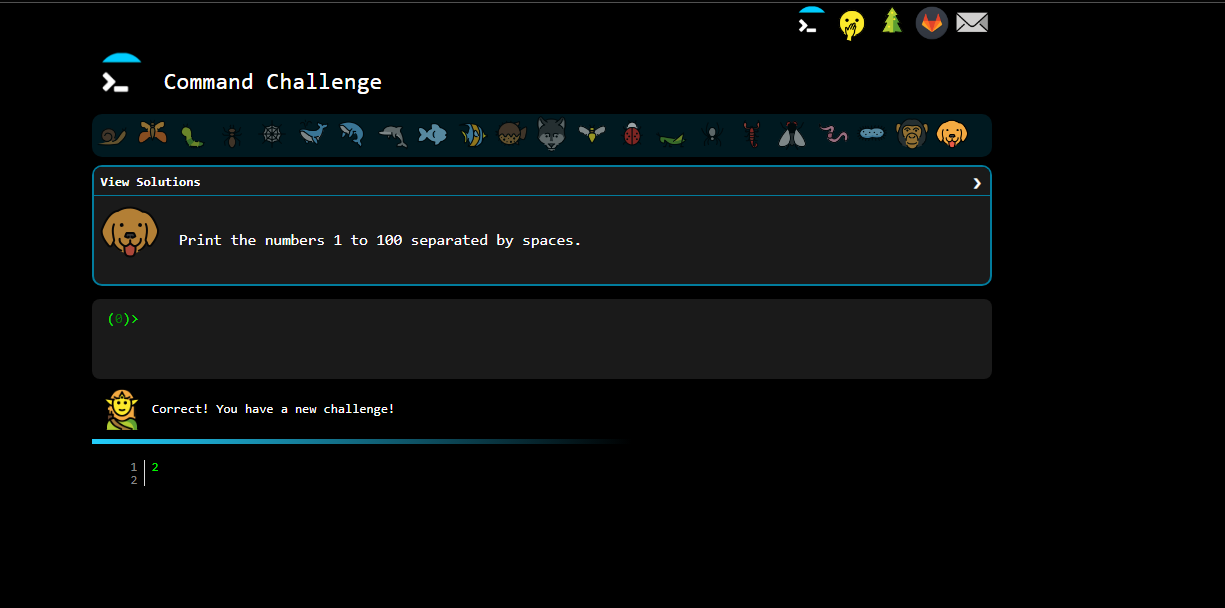 Command Challenge
View Solutions
Print the numbers 1 to 100 separated by spaces.
(0)>
Correct! You have a new challenge!
1 2
2